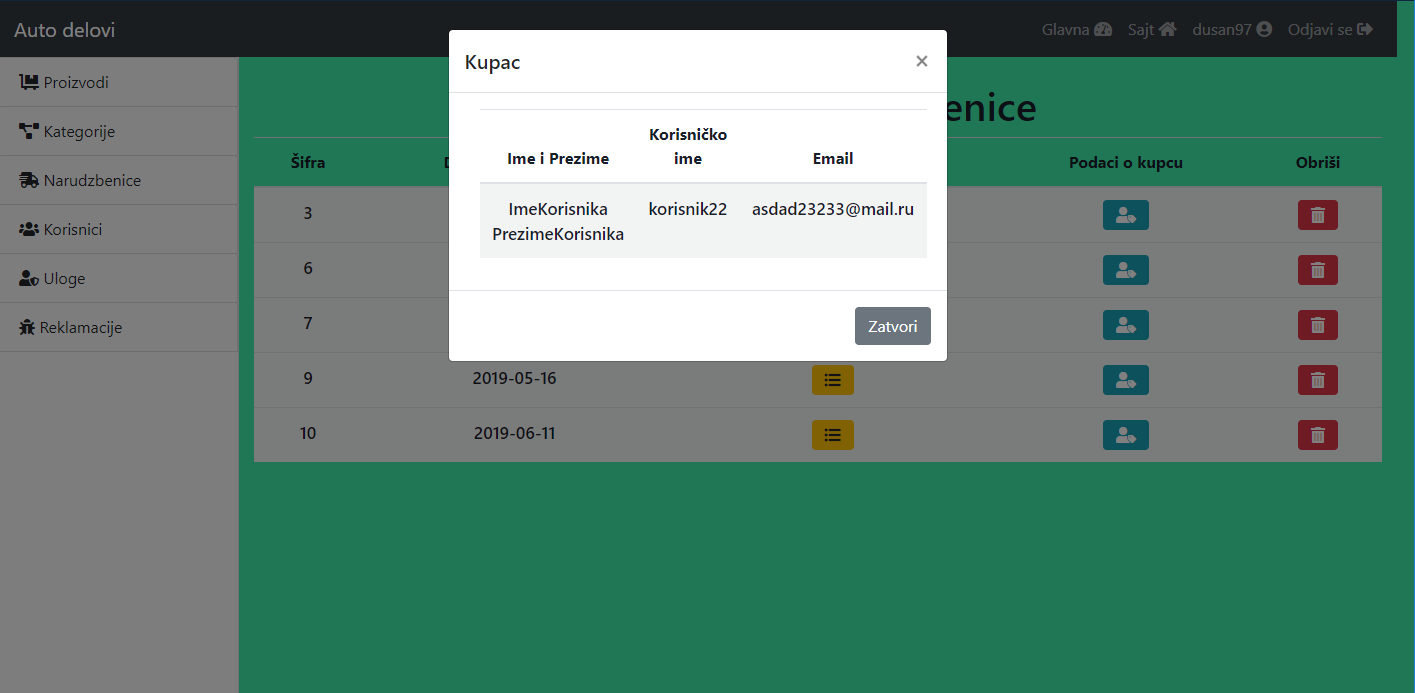 Auto delovi
Glavna
Sajt
dusan97
Odjavi se
Proizvodi
Kategorije
Narudzbenice
Korisnici
Uloge
Reklamacije
Kupac
×
Ime i Prezime
Korisničko
ime
Email
ImeKorisnika
PrezimeKorisnika
korisnik22
asdad23233@mail.ru
Zatvori
enice
Šifra
Podaci o kupcu
Obriši
3
6
7
9 2019-05-16
10 2019-06-11